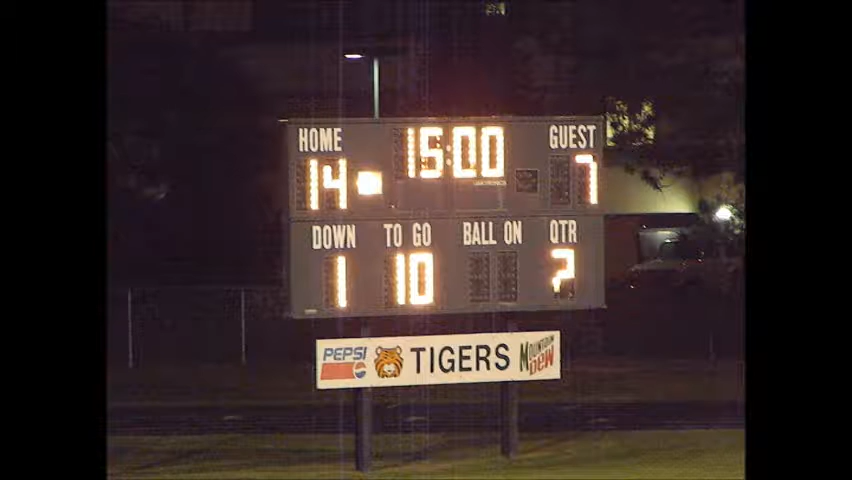 HOME 15:00 GUEST
14 7
DOWN TO GO BALL ON QTR
1 10 2
PEPSI TIGERS MOUNTAIN DEW